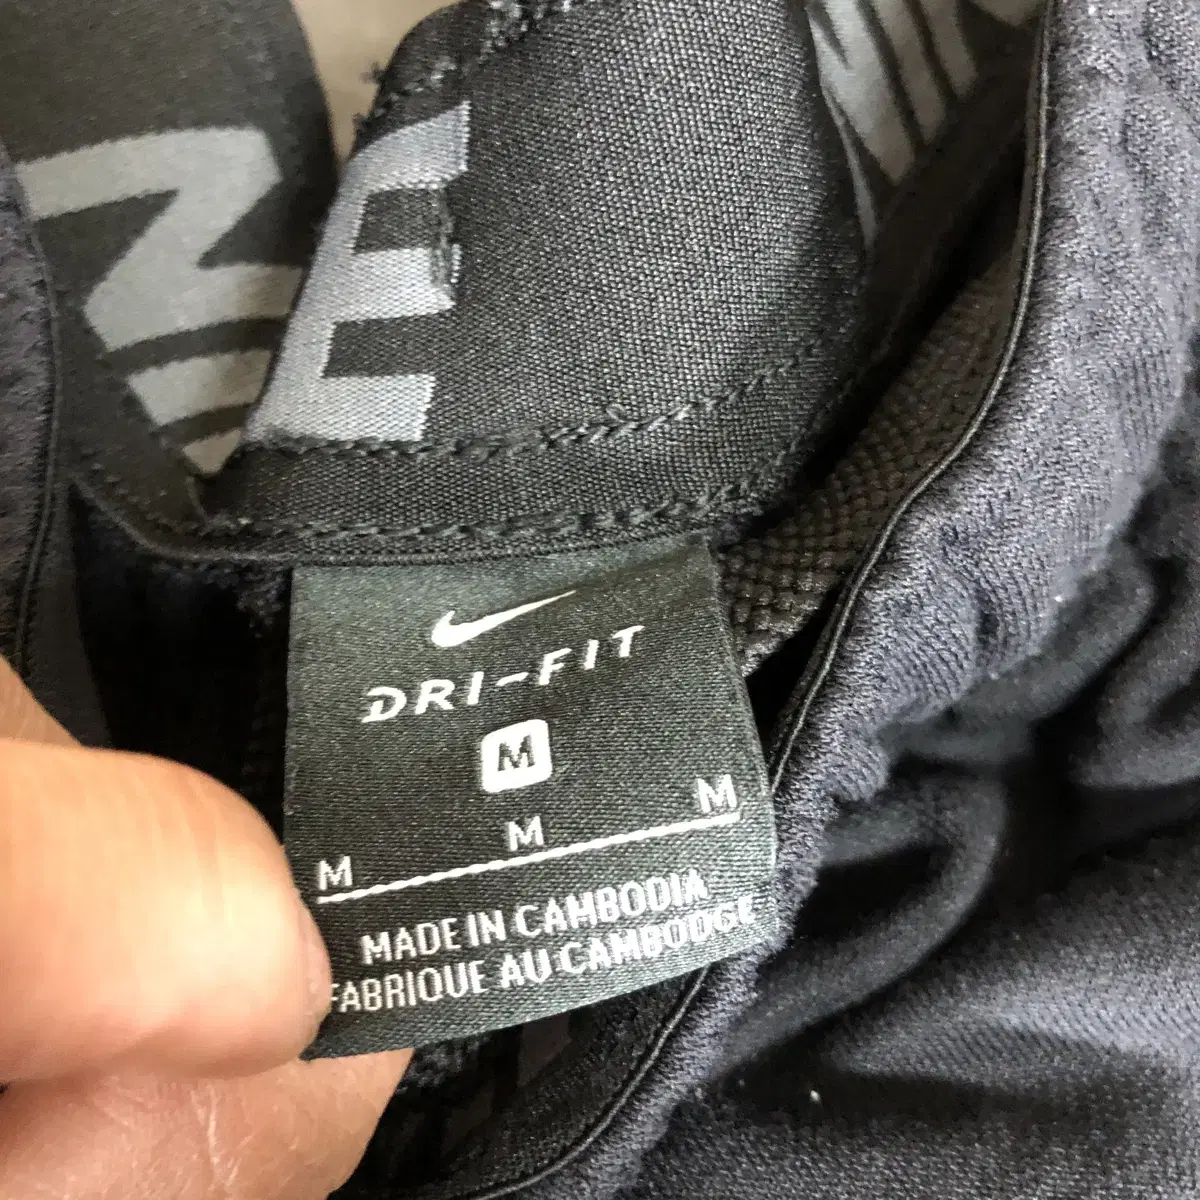 DRI-FIT
M
M M M
MADE IN CAMBODIA
FABRIQUE AU CAMBODGE